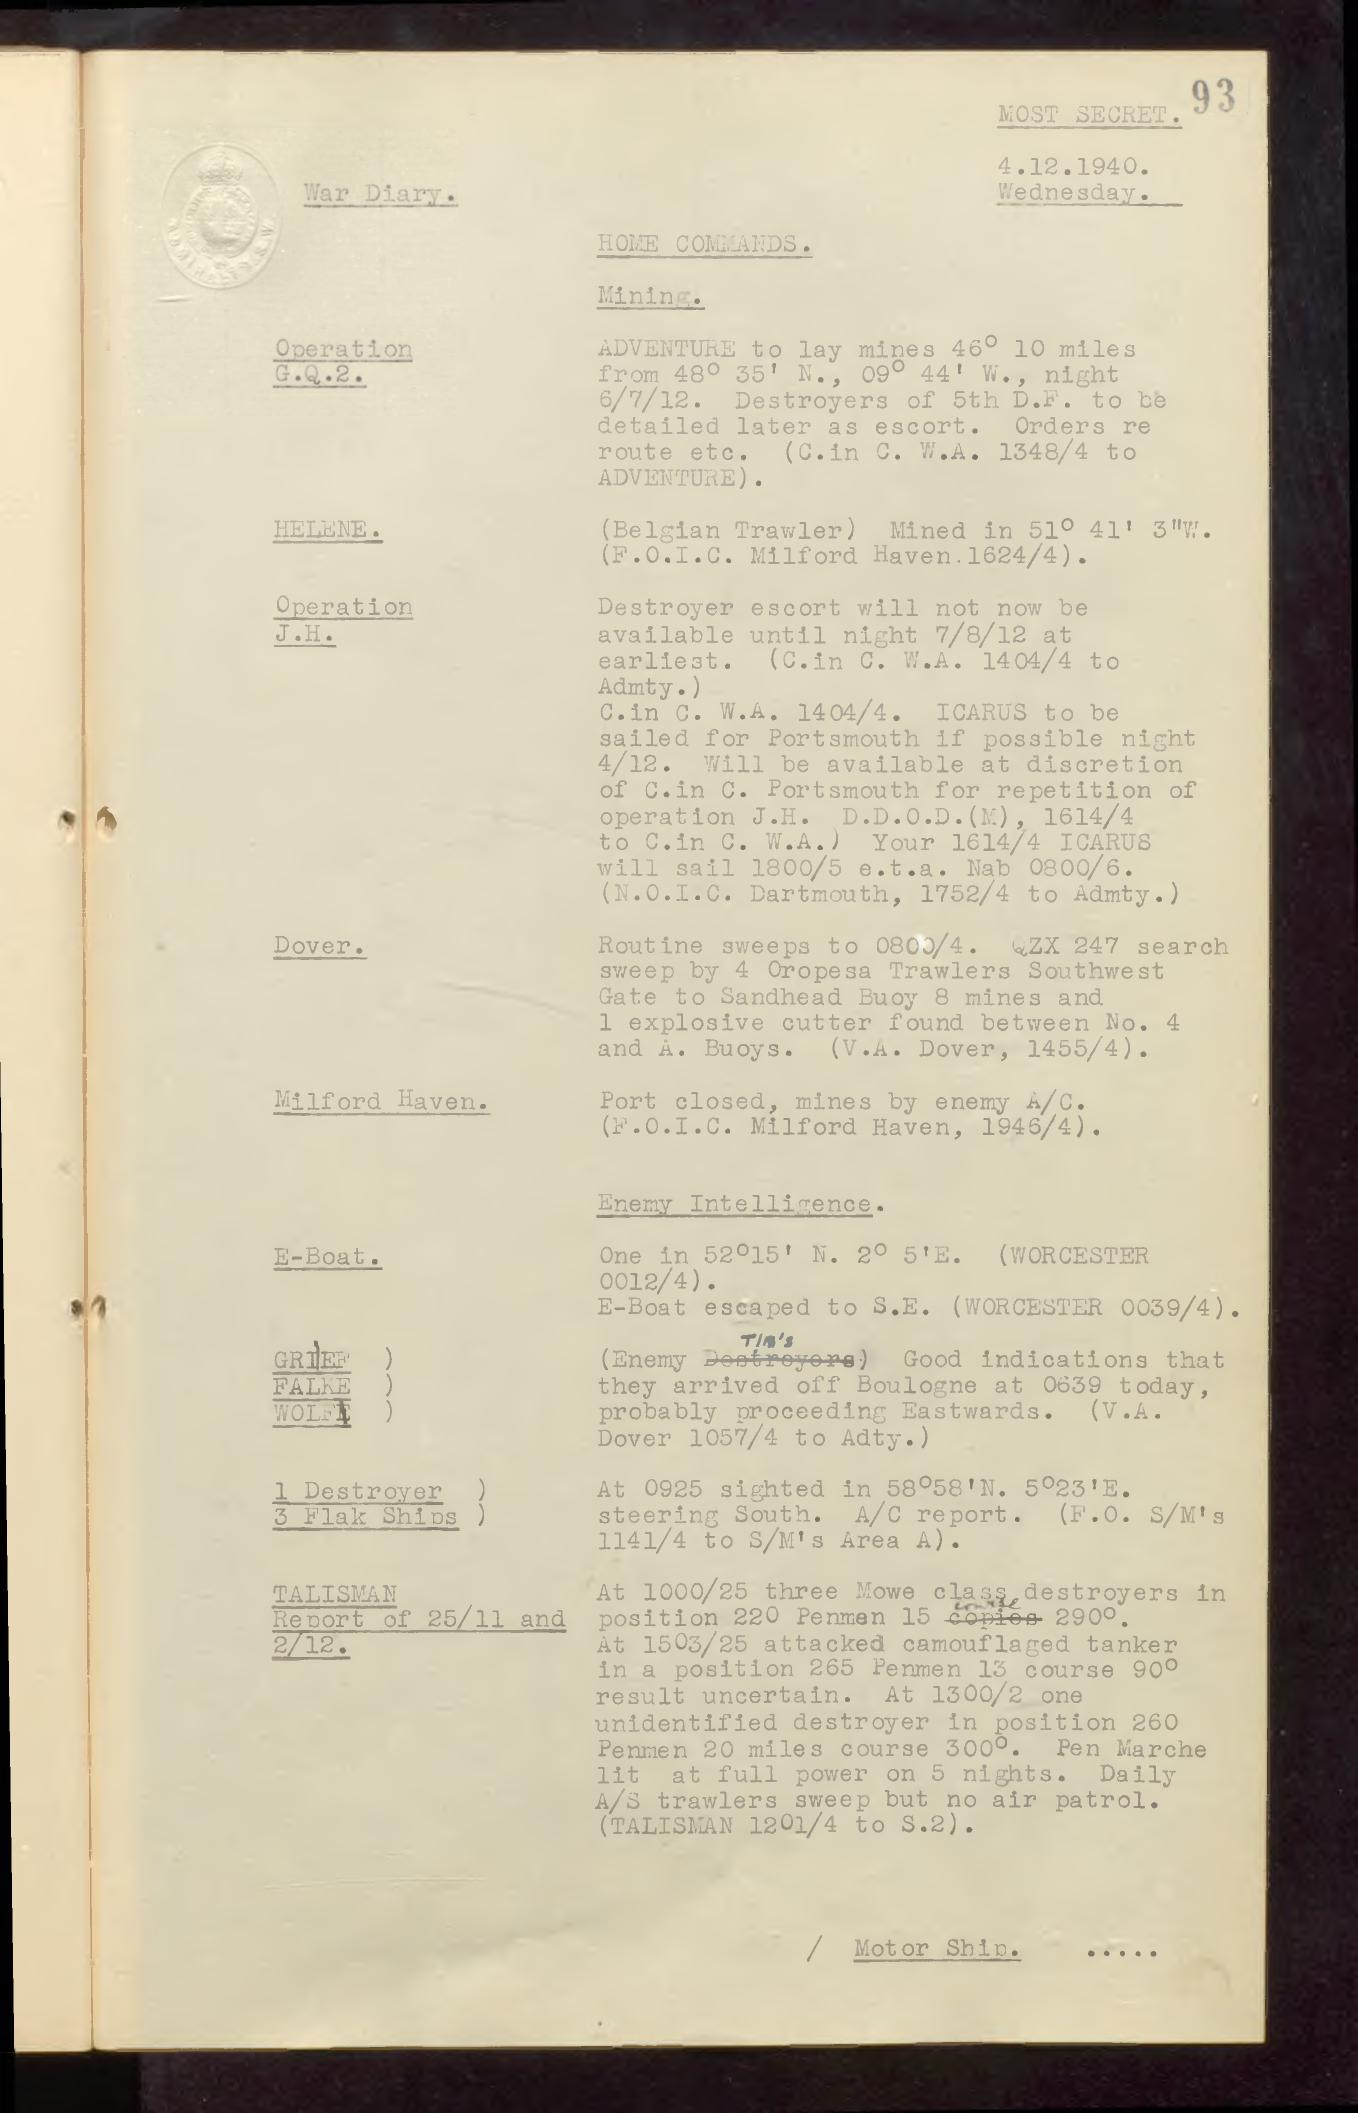 93
MOST SECRET.
4.12.1940.
War Diary.
Wednesday.
HOME COMMANDS.
Mining.
Operation
G.Q.2.
ADVENTURE to lay mines 46° 10 miles
from 48° 35' N., 09° 44' W., night
6/7/12. Destroyers of 5th D.F. to be
detailed later as escort. Orders re
route etc. (C.in C. W.A. 1348/4 to
ADVENTURE).
HELENE.
(Belgian Trawler) Mined in 51° 41' 3"W.
(F.O.I.C. Milford Haven.1624/4).
Operation
J.H.
Destroyer escort will not now be
available until night 7/8/12 at
earliest. (C.in C. W.A. 1404/4 to
Admty.)
C.in C. W.A. 1404/4. ICARUS to be
sailed for Portsmouth if possible night
4/12. Will be available at discretion
of C.in C. Portsmouth for repetition of
operation J.H. D.D.O.D.(M), 1614/4
to C.in C. W.A.) Your 1614/4 ICARUS
will sail 1800/5 e.t.a. Nab 0800/6.
(N.O.I.C. Dartmouth, 1752/4 to Admty.)
Dover.
Routine sweeps to 0800/4. QZX 247 search
sweep by 4 Oropesa Trawlers Southwest
Gate to Sandhead Buoy 8 mines and
1 explosive cutter found between No. 4
and A. Buoys. (V.A. Dover, 1455/4).
Milford Haven.
Port closed, mines by enemy A/C.
(F.O.I.C. Milford Haven, 1946/4).
Enemy Intelligence.
E-Boat.
One in 52°15' N. 2° 5'E. (WORCESTER
0012/4).
E-Boat escaped to S.E. (WORCESTER 0039/4).
T/B's
GRIEF )
FALKE )
WOLF )
(Enemy Destroyers) Good indications that
they arrived off Boulogne at 0639 today,
probably proceeding Eastwards. (V.A.
Dover 1057/4 to Adty.)
1 Destroyer )
3 Flak Ships )
At 0925 sighted in 58°58'N. 5°23'E.
steering South. A/C report. (F.O. S/M's
1141/4 to S/M's Area A).
TALISMAN
Report of 25/11 and
2/12.
At 1000/25 three Mowe class destroyers in
course
position 220 Penmen 15 copies 290°.
At 1503/25 attacked camouflaged tanker
in a position 265 Penmen 13 course 90°
result uncertain. At 1300/2 one
unidentified destroyer in position 260
Penmen 20 miles course 300°. Pen Marche
lit at full power on 5 nights. Daily
A/S trawlers sweep but no air patrol.
(TALISMAN 1201/4 to S.2).
/ Motor Ship. .....